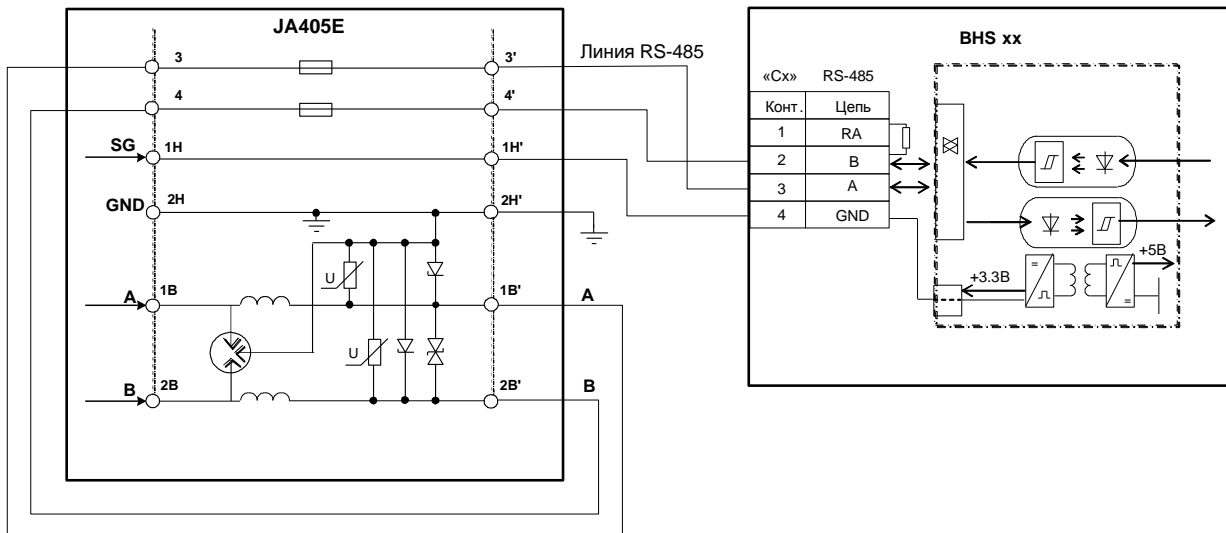 JA405E
3
3'
4
4'
SG
1H
1H'
GND
2H
2H'
U
A
1B
1B'
A
U
B
2B
2B'
B
Линия RS-485
BHS xx
«Сх» RS-485
Конт. Цепь
1 RA
2 B
3 A
4 GND
+5В
+3.3В
=
=